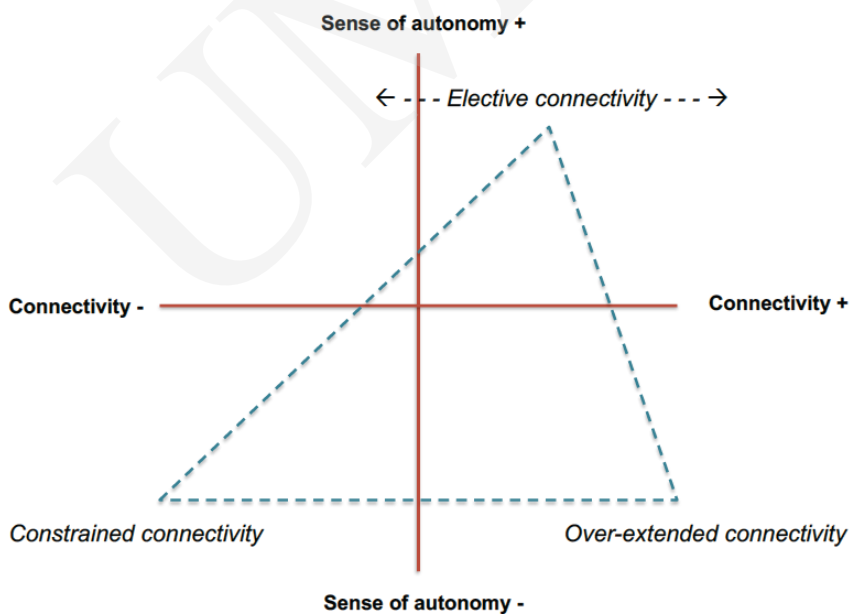 Sense of autonomy +
← - - - Elective connectivity - - - →
Connectivity -
Connectivity +
Constrained connectivity
Over-extended connectivity
Sense of autonomy -